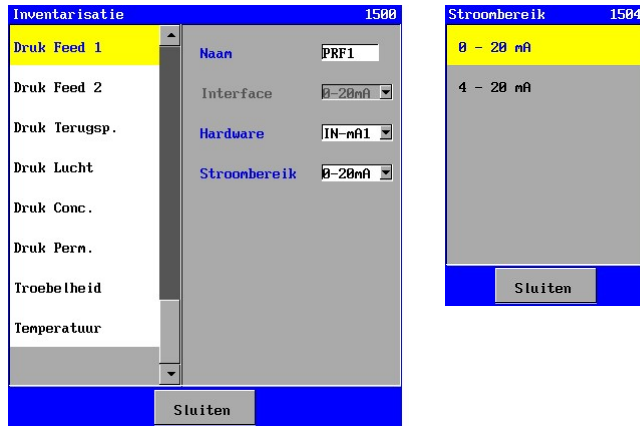 Inventarisatie 1500
Druk Feed 1
Druk Feed 2
Druk Terugsp.
Druk Lucht
Druk Conc.
Druk Perm.
Troebelheid
Temperatuur
Naam PRF1
Interface 0-20mA
Hardware IN-mA1
Stroombereik 0-20mA
Sluiten
Stroombereik 1504
0 - 20 mA
4 - 20 mA
Sluiten